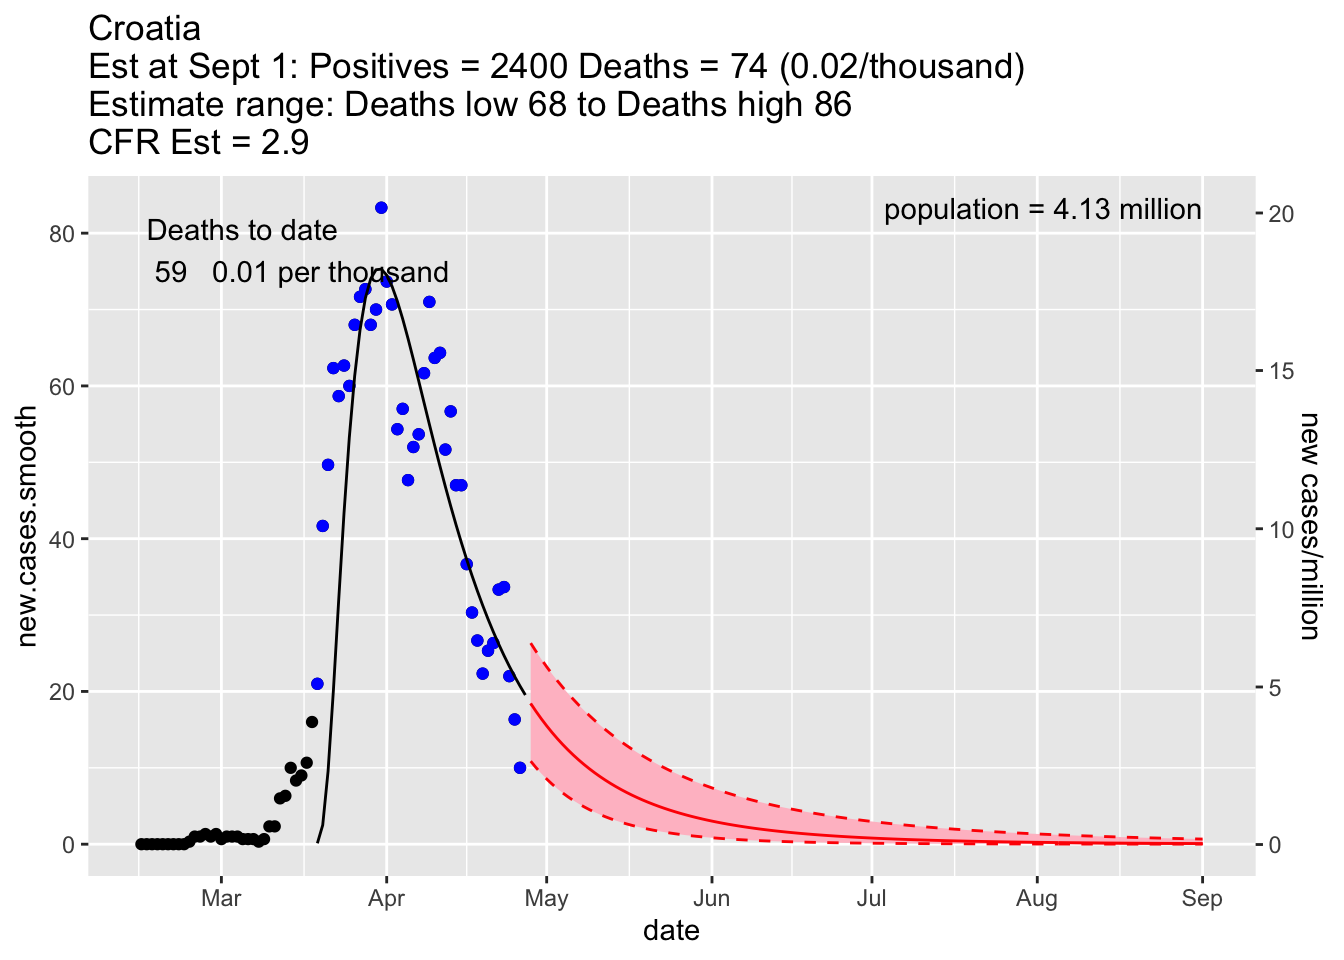 Croatia
Est at Sept 1: Positives = 2400 Deaths = 74 (0.02/thousand)
Estimate range: Deaths low 68 to Deaths high 86
CFR Est = 2.9
population = 4.13 million
Deaths to date
59 0.01 per thousand
80
60
40
20
0
new.cases.smooth
20
15
10
5
0
new cases/million
Mar Apr May Jun Jul Aug Sep
date